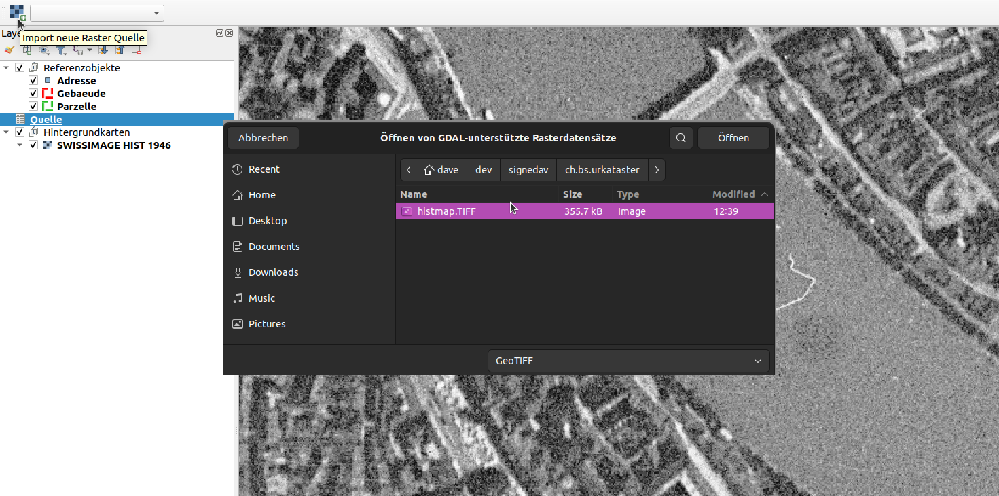 Laye
Import neue Raster Quelle
Referenzobjekte
Adresse
Gebaeude
Parzelle
Quelle
Hintergrundkarten
SWISSIMAGE HIST 1946
Abbrechen
Öffnen von GDAL-unterstützte Rasterdatensätze
Öffnen
Recent
Home
Desktop
Documents
Downloads
Music
Pictures
dave dev signedav ch.bs.urkataster
Name Size Type Modified
histmap.TIFF 355.7 kB Image 12:39
GeoTIFF